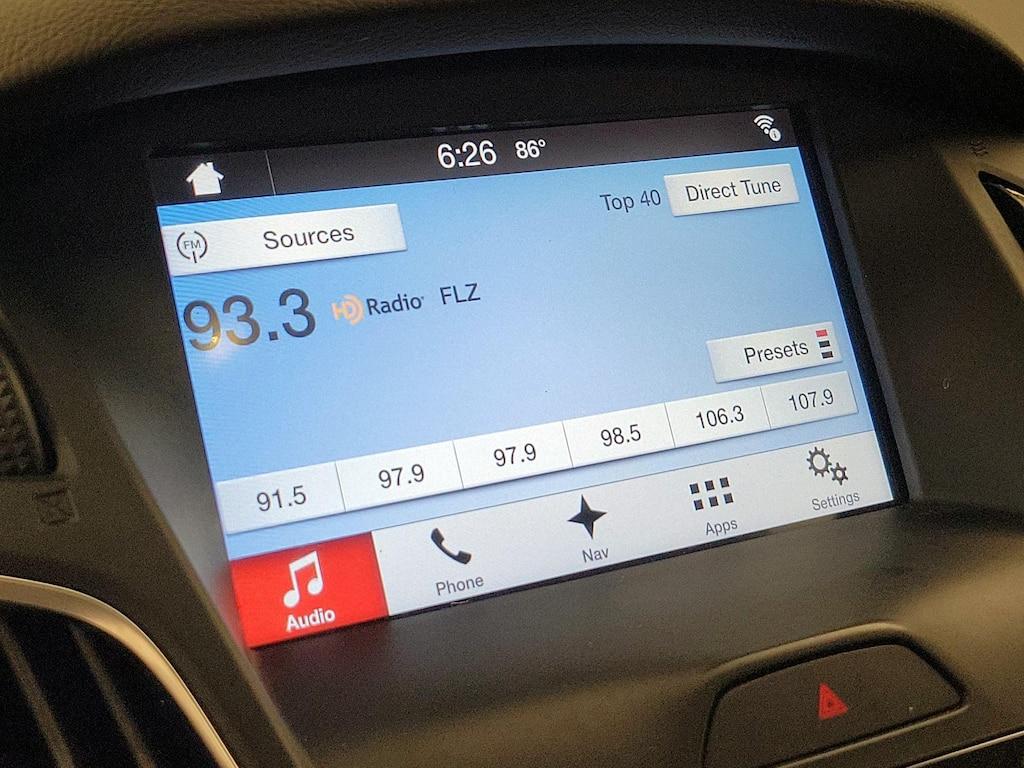 6:26 86°
Top 40 Direct Tune
FM Sources
93.3 HD Radio FLZ
Presets
91.5 97.9 97.9 98.5 106.3 107.9
Audio Phone Nav Apps Settings